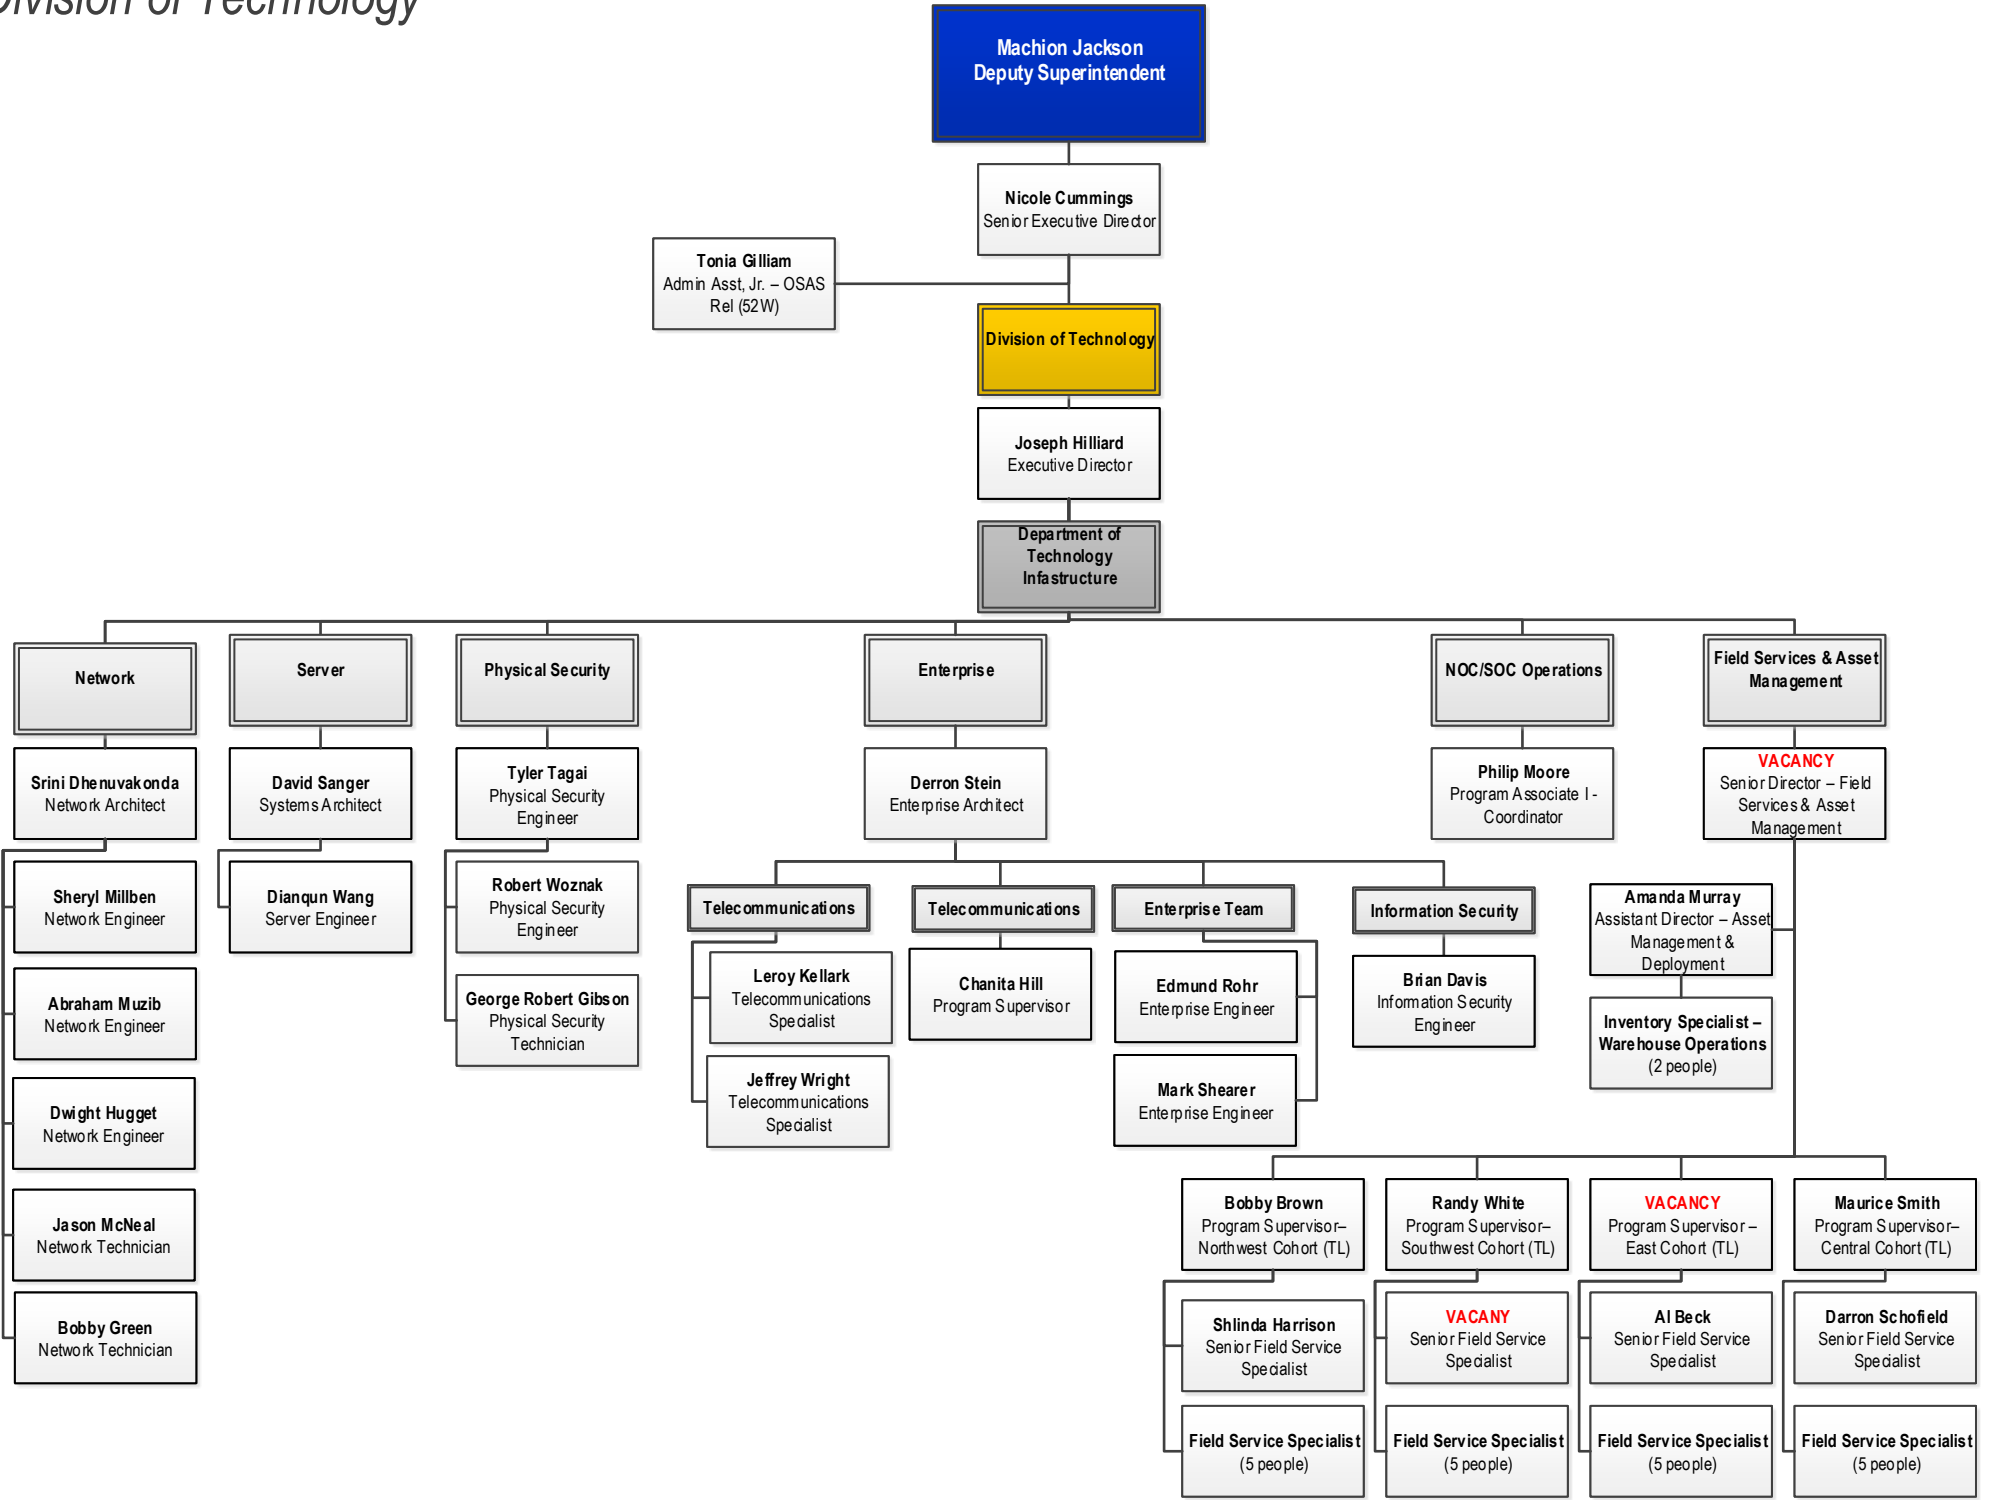 Division of Technology
Machion Jackson
Deputy Superintendent
Nicole Cummings
Senior Executive Director
Tonia Gilliam
Admin Asst, Jr. – OSAS
Rel (52W)
Division of Technology
Joseph Hilliard
Executive Director
Department of
Technology
Infastructure
Network
Server
Physical Security
Enterprise
NOC/SOC Operations
Field Services & Asset
Management
Srini Dhenuvakonda
Network Architect
David Sanger
Systems Architect
Tyler Tagai
Physical Security
Engineer
Derron Stein
Enterprise Architect
Philip Moore
Program Associate I -
Coordinator
VACANCY
Senior Director – Field
Services & Asset
Management
Sheryl Millben
Network Engineer
Dianqun Wang
Server Engineer
Robert Woznak
Physical Security
Engineer
Telecommunications
Telecommunications
Enterprise Team
Information Security
Amanda Murray
Assistant Director – Asset
Management &
Deployment
Abraham Muzib
Network Engineer
George Robert Gibson
Physical Security
Technician
Leroy Kellark
Telecommunications
Specialist
Chanita Hill
Program Supervisor
Edmund Rohr
Enterprise Engineer
Brian Davis
Information Security
Engineer
Inventory Specialist –
Warehouse Operations
(2 people)
Dwight Hugget
Network Engineer
Jeffrey Wright
Telecommunications
Specialist
Mark Shearer
Enterprise Engineer
Jason McNeal
Network Technician
Bobby Brown
Program Supervisor–
Northwest Cohort (TL)
Randy White
Program Supervisor–
Southwest Cohort (TL)
VACANCY
Program Supervisor –
East Cohort (TL)
Maurice Smith
Program Supervisor–
Central Cohort (TL)
Bobby Green
Network Technician
Shlinda Harrison
Senior Field Service
Specialist
VACANY
Senior Field Service
Specialist
Al Beck
Senior Field Service
Specialist
Darron Schofield
Senior Field Service
Specialist
Field Service Specialist
(5 people)
Field Service Specialist
(5 people)
Field Service Specialist
(5 people)
Field Service Specialist
(5 people)